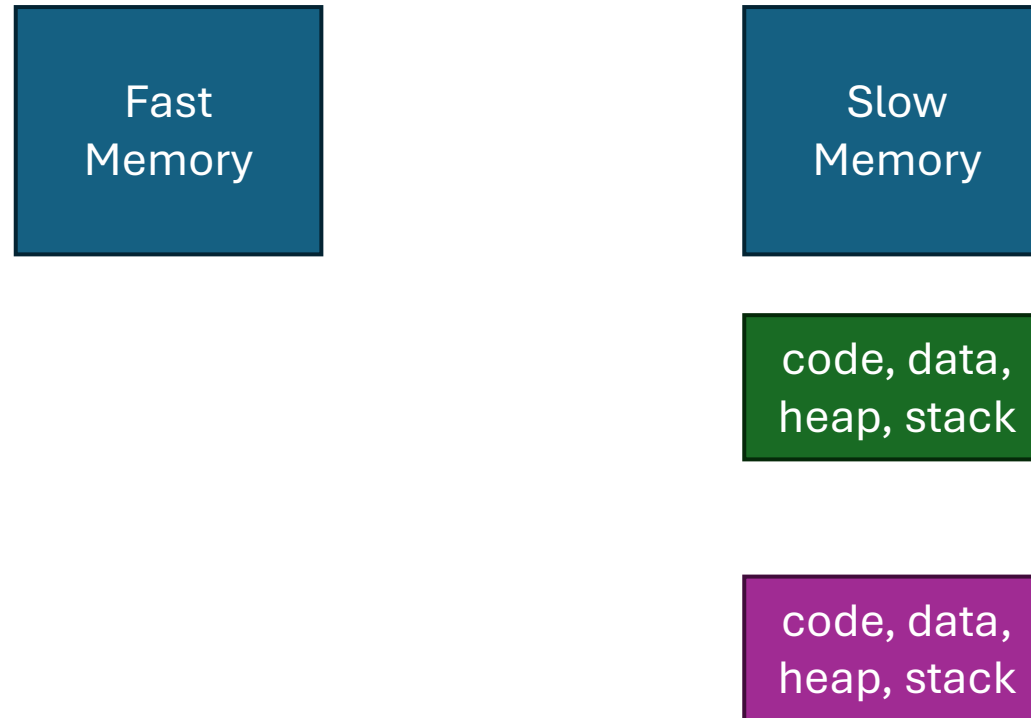 Fast
Memory
Slow
Memory
code, data,
heap, stack
code, data,
heap, stack